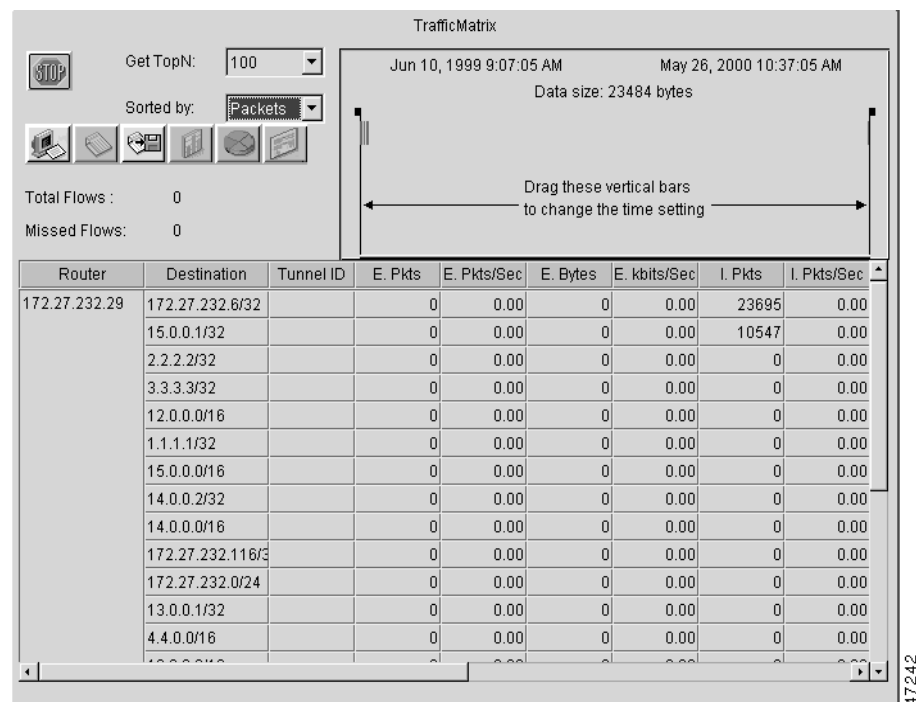 TrafficMatrix
STOP
Get TopN: 100
Sorted by: Packets
Total Flows : 0
Missed Flows: 0
Jun 10, 1999 9:07:05 AM May 26, 2000 10:37:05 AM
Data size: 23484 bytes
Drag these vertical bars
to change the time setting
Router Destination Tunnel ID E. Pkts E. Pkts/Sec E. Bytes E. kbits/Sec I. Pkts I. Pkts/Sec
172.27.232.29 172.27.232.6/32 0 0.00 0 0.00 23695 0.00
15.0.0.1/32 0 0.00 0 0.00 10547 0.00
2.2.2.2/32 0 0.00 0 0.00 0 0.00
3.3.3.3/32 0 0.00 0 0.00 0 0.00
12.0.0.0/16 0 0.00 0 0.00 0 0.00
1.1.1.1/32 0 0.00 0 0.00 0 0.00
15.0.0.0/16 0 0.00 0 0.00 0 0.00
14.0.0.2/32 0 0.00 0 0.00 0 0.00
14.0.0.0/16 0 0.00 0 0.00 0 0.00
172.27.232.116/3 0 0.00 0 0.00 0 0.00
172.27.232.0/24 0 0.00 0 0.00 0 0.00
13.0.0.1/32 0 0.00 0 0.00 0 0.00
4.4.0.0/16 0 0.00 0 0.00 0 0.00
47242